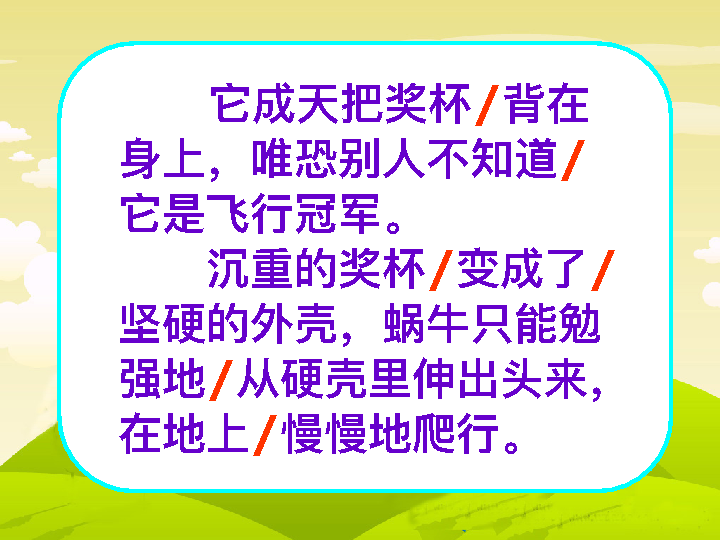 它成天把奖杯/背在
身上，唯恐别人不知道/
它是飞行冠军。
沉重的奖杯/变成了/
坚硬的外壳，蜗牛只能勉
强地/从硬壳里伸出头来，
在地上/慢慢地爬行。